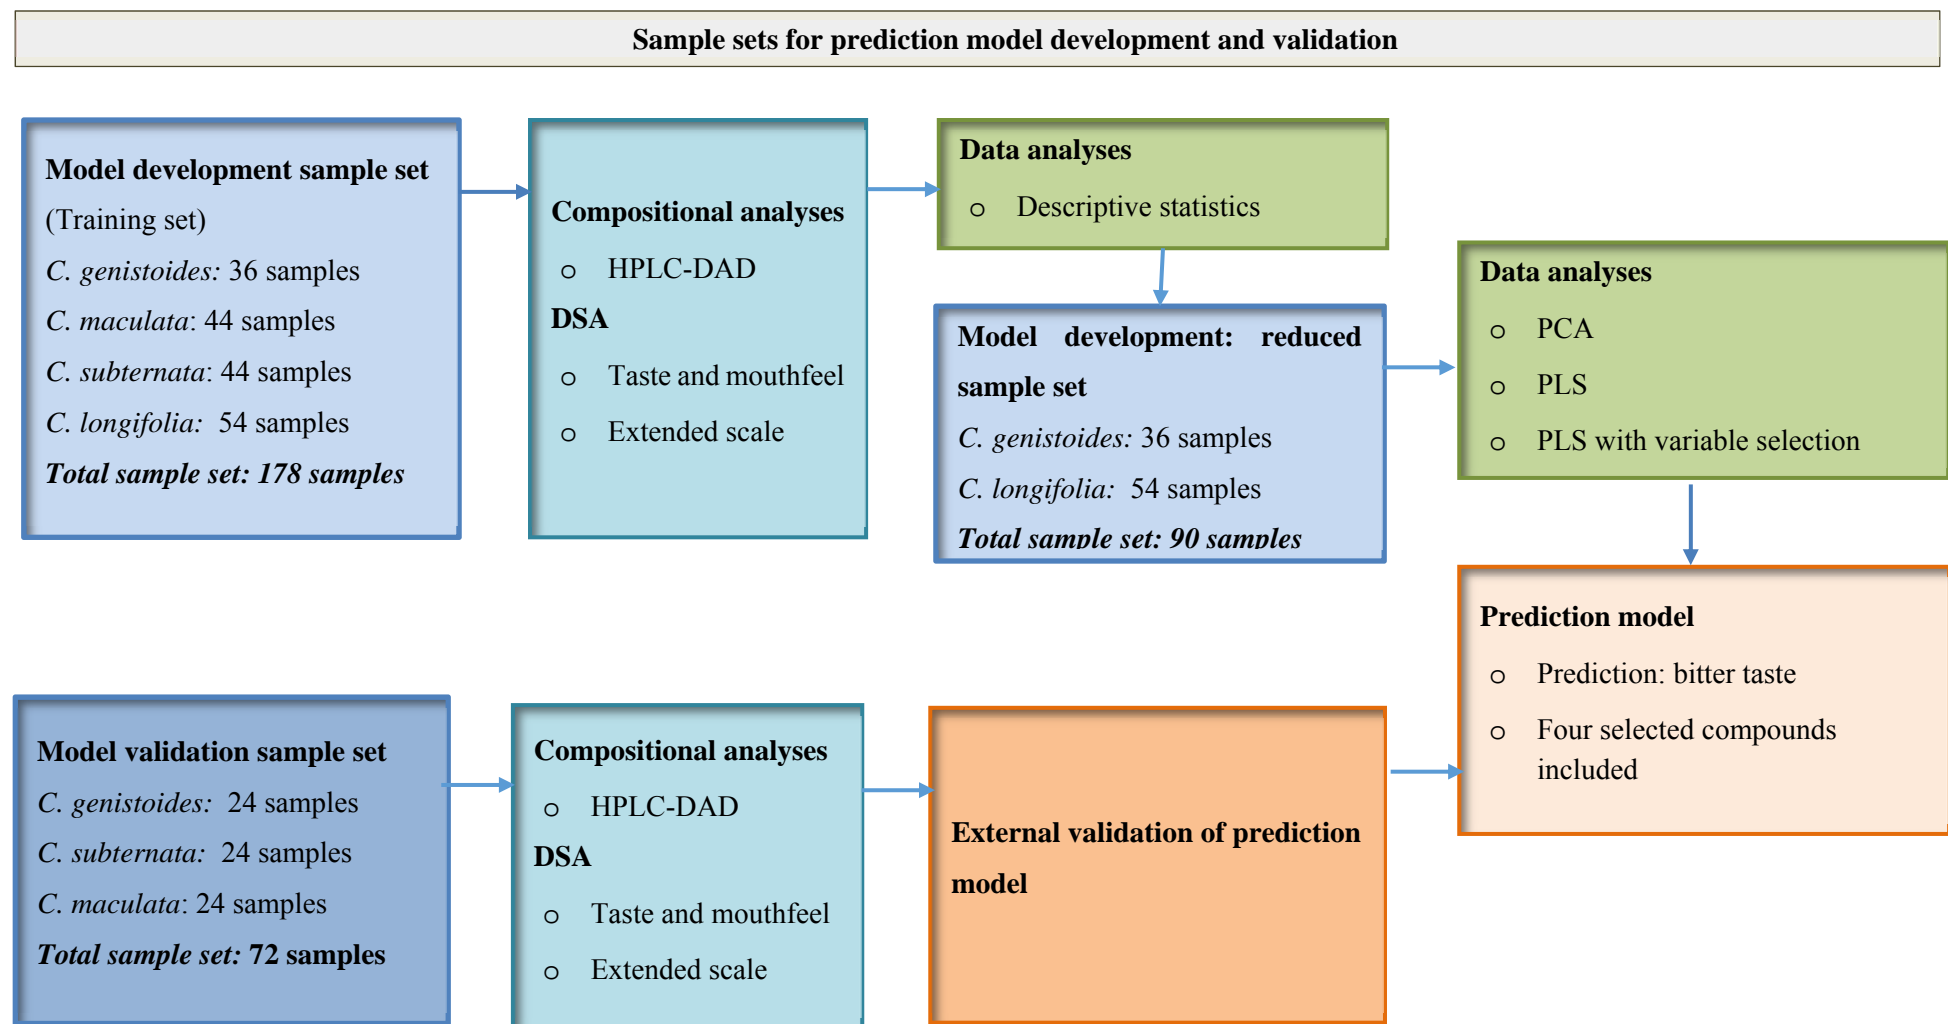 Sample sets for prediction model development and validation
Model development sample set
(Training set)
C. genistoides: 36 samples
C. maculata: 44 samples
C. subternata: 44 samples
C. longifolia: 54 samples
Total sample set: 178 samples
Compositional analyses
o HPLC-DAD
DSA
o Taste and mouthfeel
o Extended scale
Data analyses
o Descriptive statistics
Model development: reduced
sample set
C. genistoides: 36 samples
C. longifolia: 54 samples
Total sample set: 90 samples
Data analyses
o PCA
o PLS
o PLS with variable selection
Prediction model
o Prediction: bitter taste
o Four selected compounds
included
Model validation sample set
C. genistoides: 24 samples
C. subternata: 24 samples
C. maculata: 24 samples
Total sample set: 72 samples
Compositional analyses
o HPLC-DAD
DSA
o Taste and mouthfeel
o Extended scale
External validation of prediction
model